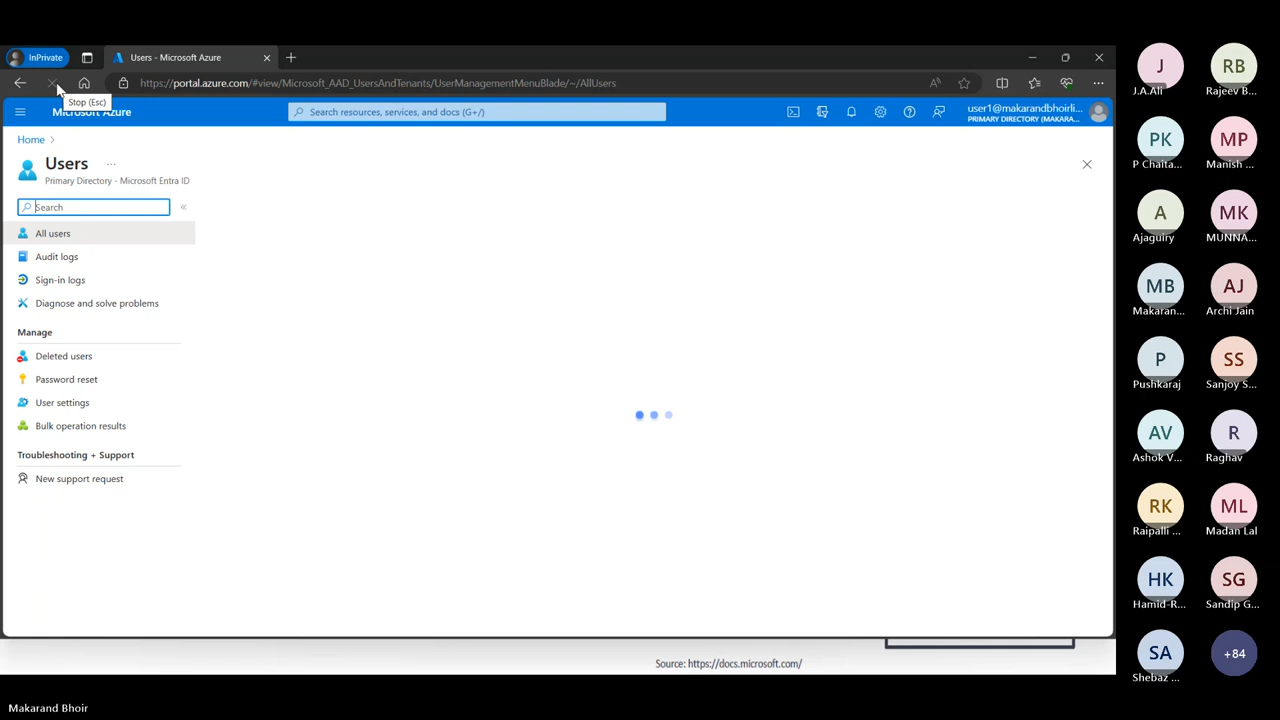 InPrivate
Users - Microsoft Azure
https://portal.azure.com/#view/Microsoft_AAD_UsersAndTenants/UserManagementMenuBlade/~/AllUsers
Stop (Esc)
Microsoft Azure
Search resources, services, and docs (G+/)
user1@makarandbhoirli...
PRIMARY DIRECTORY (MAKARA...
Home
Users
...
Primary Directory - Microsoft Entra ID
Search
All users
Audit logs
Sign-in logs
Diagnose and solve problems
Manage
Deleted users
Password reset
User settings
Bulk operation results
Troubleshooting + Support
New support request
Source: https://docs.microsoft.com/
Makarand Bhoir
J
J.A.Ali
RB
Rajeev B...
PK
P Chaita...
MP
Manish ...
A
Ajaguiry
MK
MUNNA...
MB
Makaran...
AJ
Archi Jain
P
Pushkaraj
SS
Sanjoy S...
AV
Ashok V...
R
Raghav
RK
Raipalli ...
ML
Madan Lal
HK
Hamid-R...
SG
Sandip G...
SA
Shebaz ...
+84